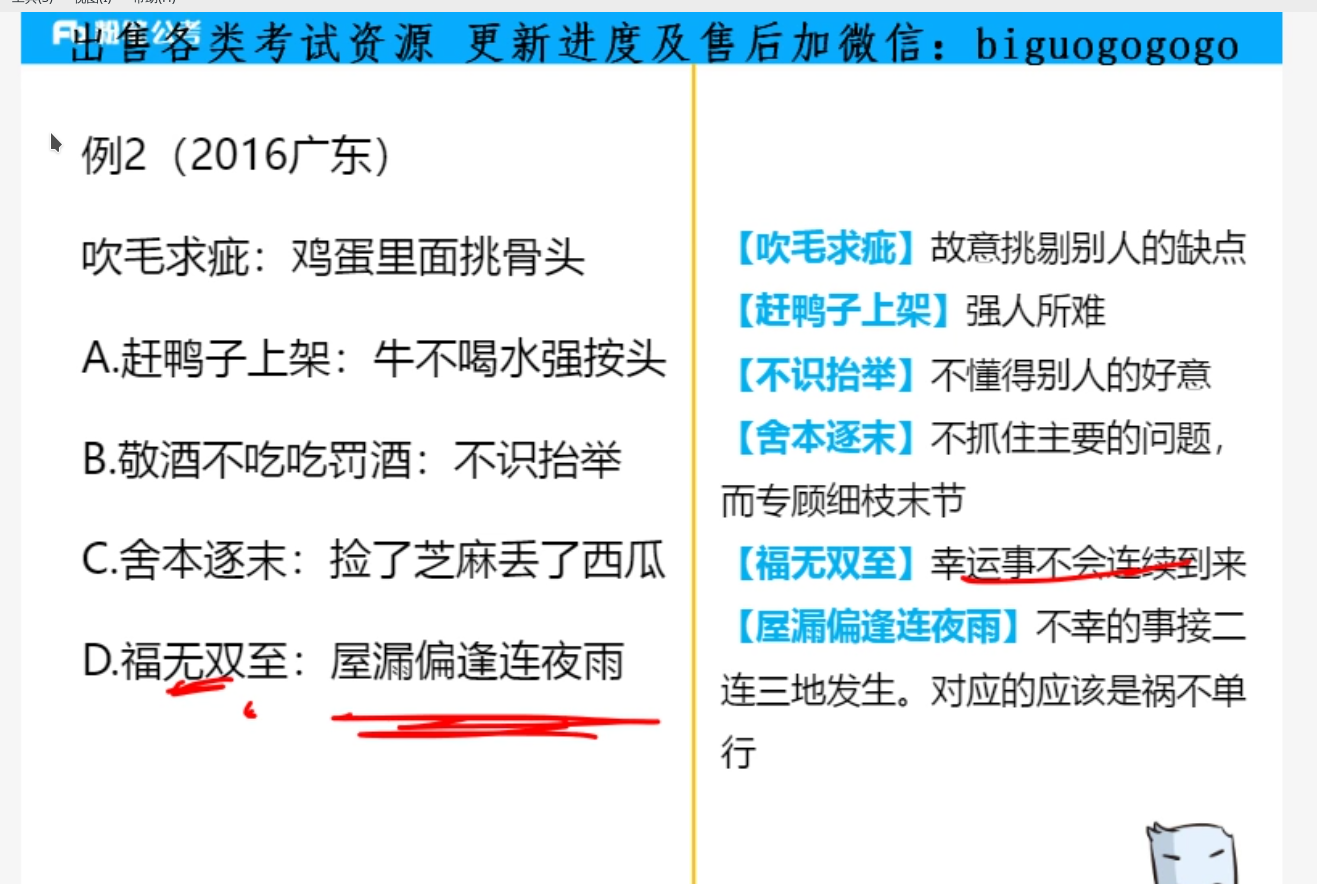 出售各类考试资源 更新进度及售后加微信：biguogogogo
例2（2016广东）
吹毛求疵：鸡蛋里面挑骨头
A.赶鸭子上架：牛不喝水强按头
B.敬酒不吃吃罚酒：不识抬举
C.舍本逐末：捡了芝麻丢了西瓜
D.福无双至：屋漏偏逢连夜雨
【吹毛求疵】故意挑剔别人的缺点
【赶鸭子上架】强人所难
【不识抬举】不懂得别人的好意
【舍本逐末】不抓住主要的问题，
而专顾细枝末节
【福无双至】幸运事不会连续到来
【屋漏偏逢连夜雨】不幸的事接二
连三地发生。对应的应该是祸不单
行